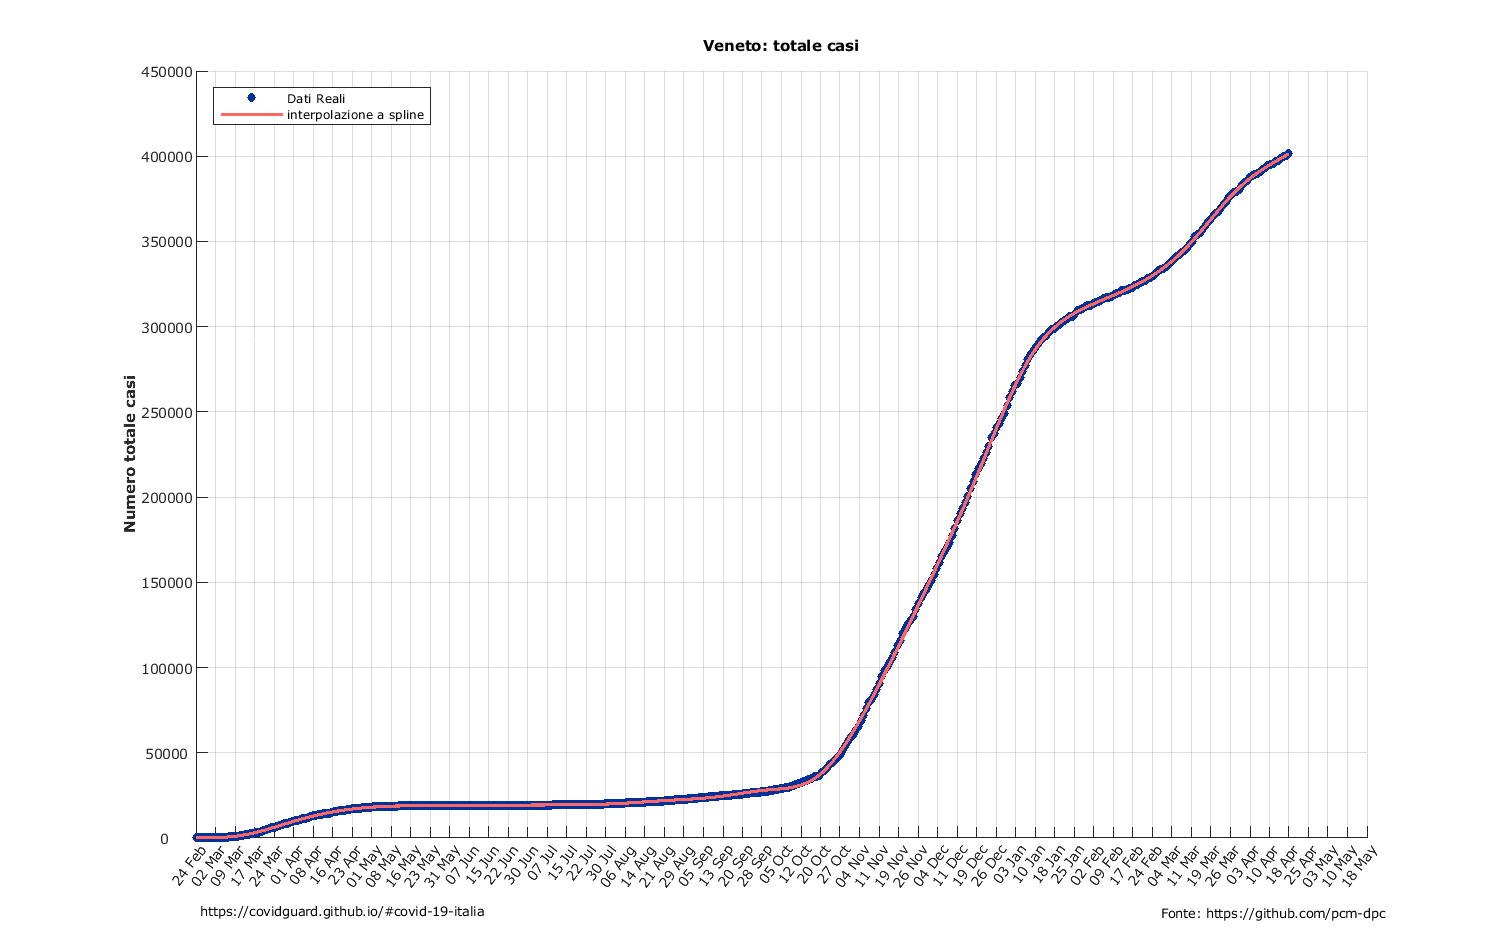 Veneto: totale casi
450000
400000
350000
300000
250000
200000
150000
100000
50000
0
Dati Reali
interpolazione a spline
Numero totale casi
24 Feb
02 Mar
09 Mar
17 Mar
24 Mar
01 Apr
08 Apr
16 Apr
23 Apr
01 May
08 May
16 May
23 May
31 May
07 Jun
15 Jun
22 Jun
30 Jun
07 Jul
15 Jul
22 Jul
30 Jul
06 Aug
14 Aug
21 Aug
29 Aug
05 Sep
13 Sep
20 Sep
28 Sep
05 Oct
12 Oct
20 Oct
27 Oct
04 Nov
11 Nov
19 Nov
26 Nov
04 Dec
11 Dec
19 Dec
26 Dec
03 Jan
10 Jan
18 Jan
25 Jan
02 Feb
09 Feb
17 Feb
24 Feb
04 Mar
11 Mar
19 Mar
26 Mar
03 Apr
10 Apr
18 Apr
25 Apr
03 May
10 May
18 May
https://covidguard.github.io/#covid-19-italia
Fonte: https://github.com/pcm-dpc